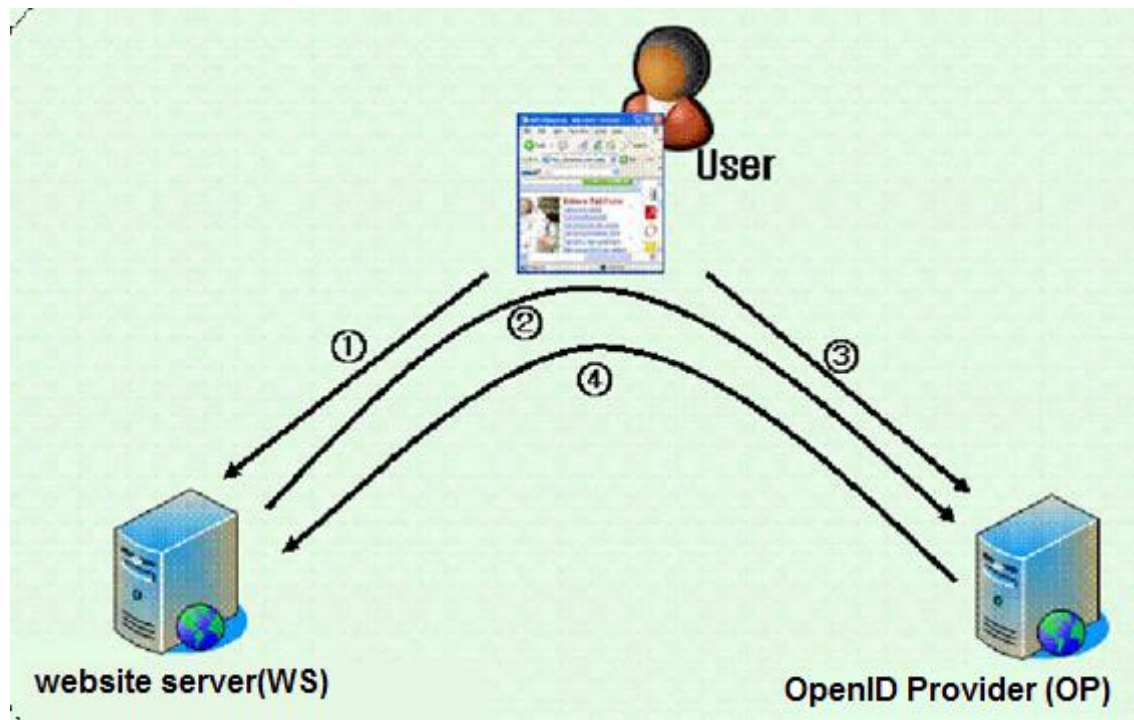 User
①
②
③
④
website server(WS)
OpenID Provider (OP)